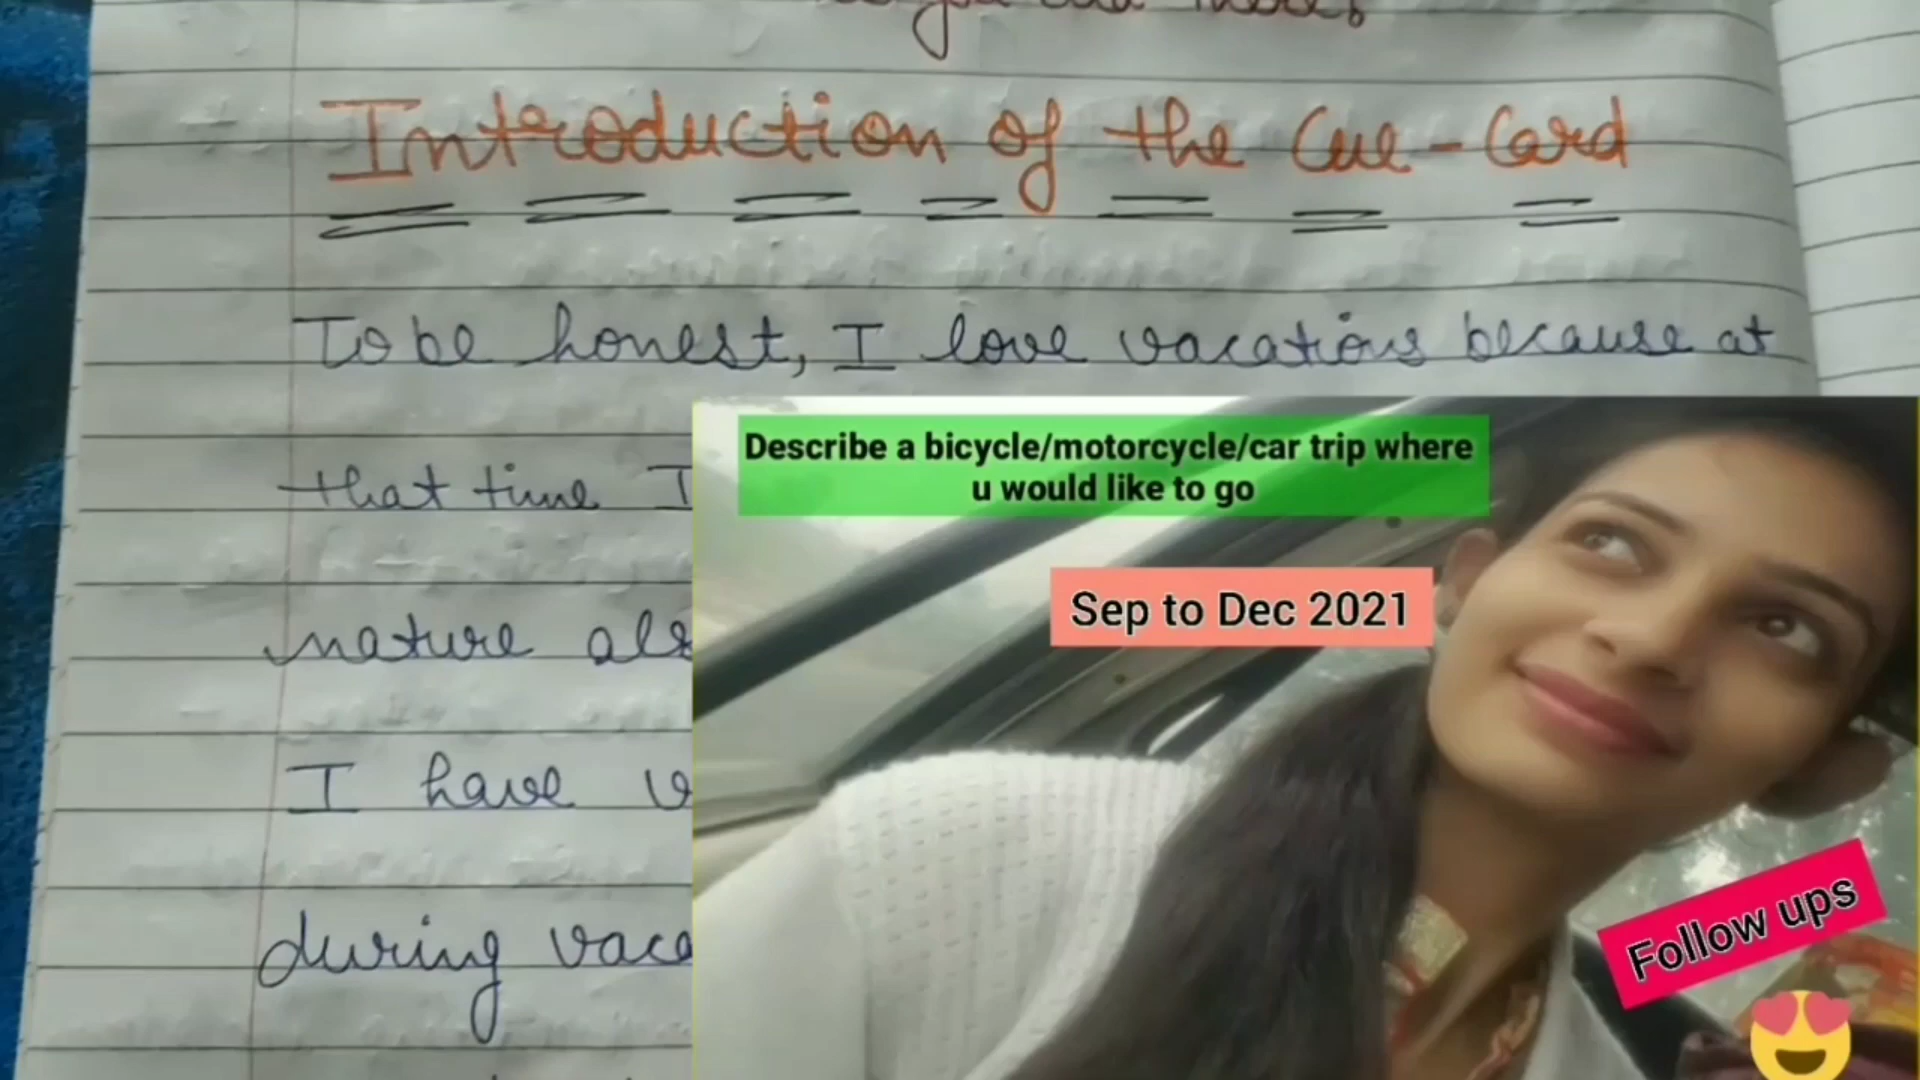 Introduction of the Cue-Card
To be honest, I love vacations because at
that time I
nature
I have
during
Describe a bicycle/motorcycle/car trip where
u would like to go
Sep to Dec 2021
Follow ups